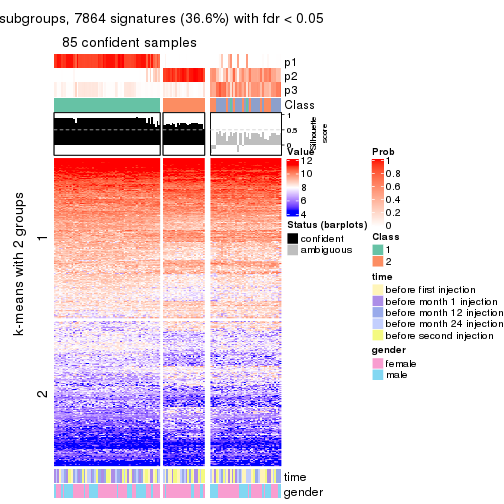 subgroups, 7864 signatures (36.6%) with fdr < 0.05
85 confident samples
p1
p2
p3
Class
1
0.5
0
Silhouette
score
k-means with 2 groups
1
2
time
gender
Value
12
10
8
6
4
Status (barplots)
confident
ambiguous
Prob
1
0.8
0.6
0.4
0.2
0
Class
1
2
time
before first injection
before month 1 injection
before month 12 injection
before month 24 injection
before second injection
gender
female
male